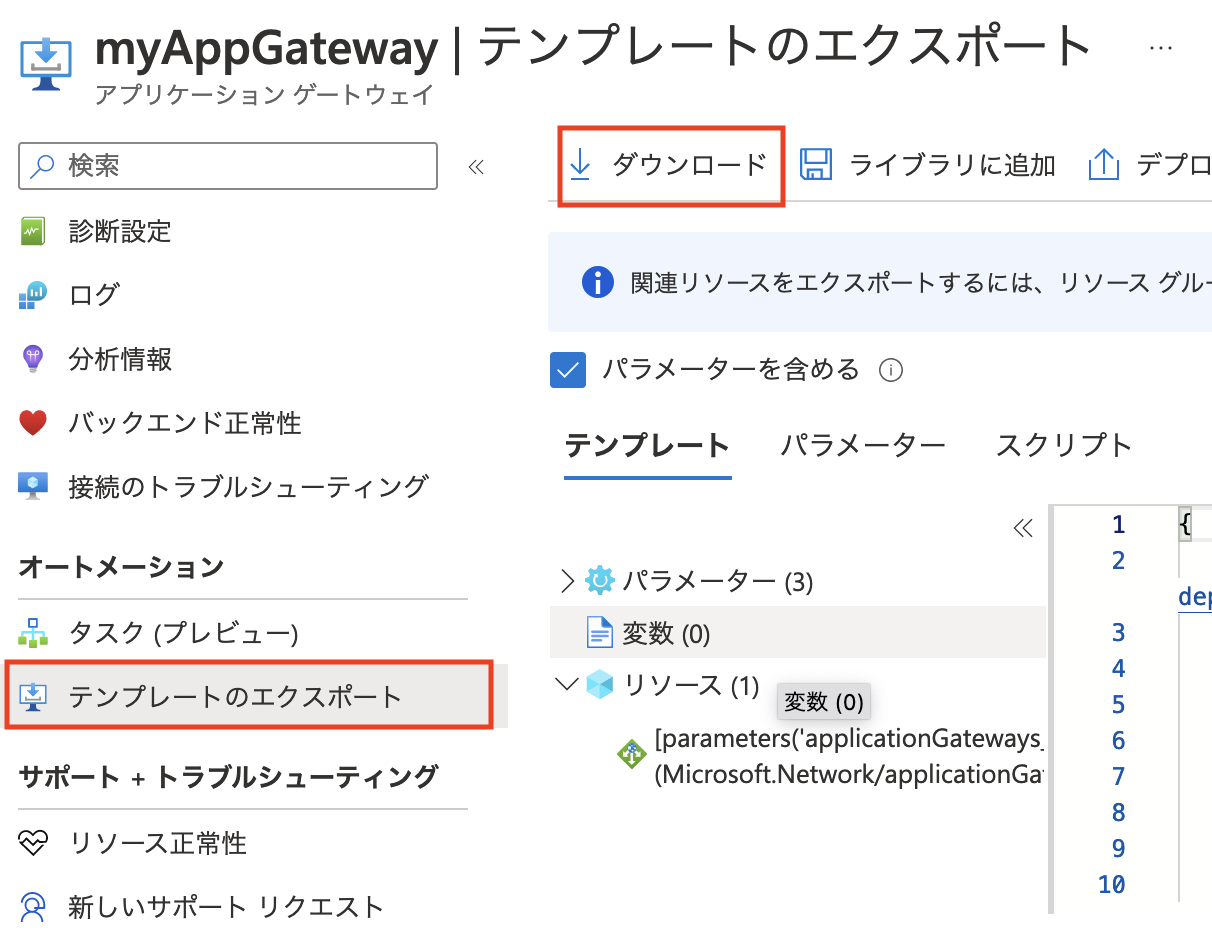 myAppGateway | テンプレートのエクスポート ...
アプリケーション ゲートウェイ
検索
診断設定
ログ
分析情報
バックエンド正常性
接続のトラブルシューティング
オートメーション
タスク (プレビュー)
テンプレートのエクスポート
サポート + トラブルシューティング
リソース正常性
新しいサポート リクエスト
ダウンロード ライブラリに追加 デプロ
関連リソースをエクスポートするには、リソース グルー
パラメーターを含める
テンプレート パラメーター スクリプト
パラメーター (3)
変数 (0)
リソース (1)
変数 (0)
[parameters('applicationGateways_
(Microsoft.Network/applicationGat
1 {
2
dep
3
4
5
6
7
8
9
10